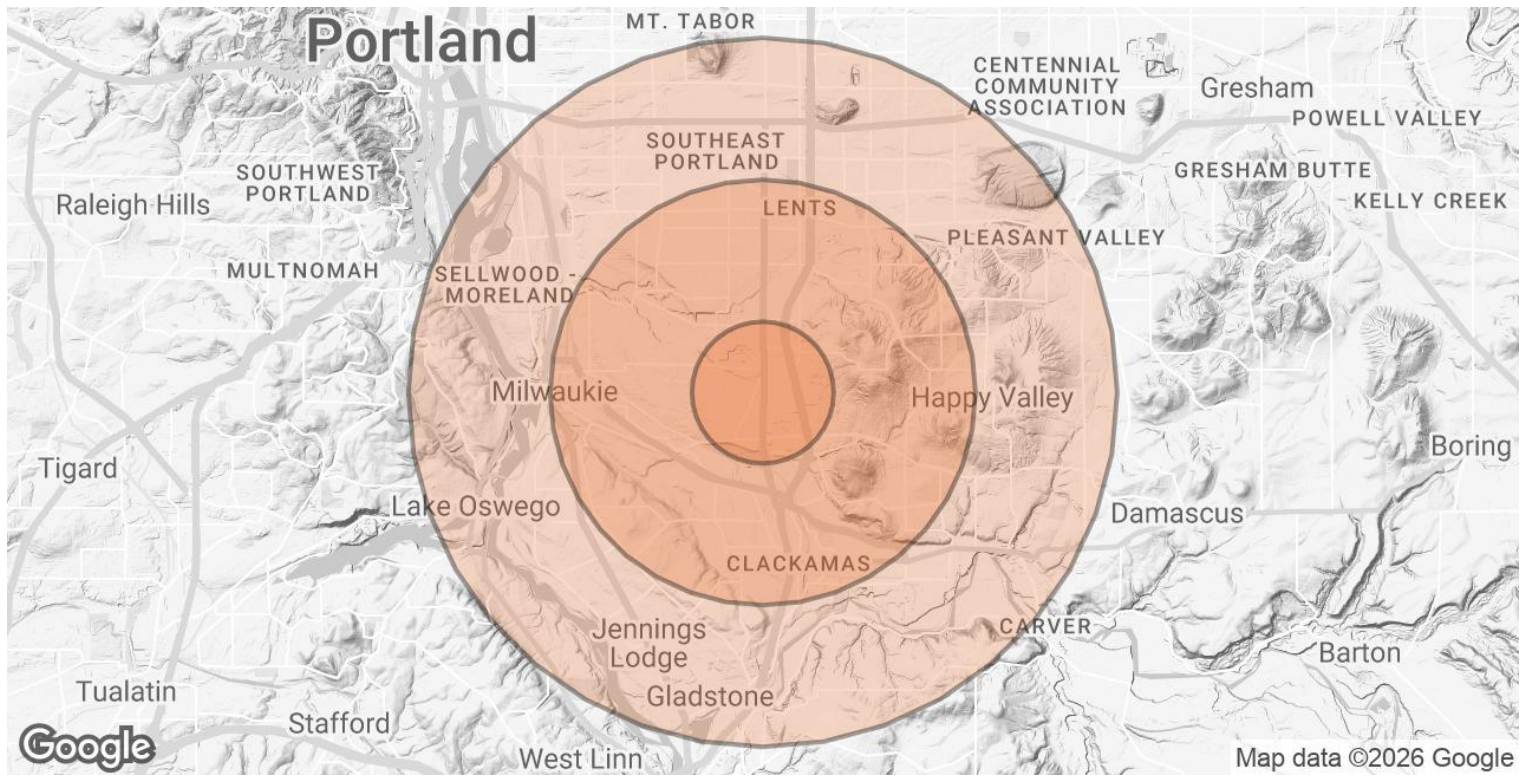 MT. TABOR
Portland
CENTENNIAL
COMMUNITY
ASSOCIATION
Gresham
POWELL VALLEY
SOUTHEAST
PORTLAND
SOUTHWEST
PORTLAND
GRESHAM BUTTE
Raleigh Hills
LENTS
KELLY CREEK
PLEASANT VALLEY
MULTNOMAH
SELLWOOD -
MORELAND
Milwaukie
Happy Valley
Boring
Tigard
Lake Oswego
Damascus
CLACKAMAS
Jennings
Lodge
CARVER
Barton
Tualatin
Gladstone
Stafford
West Linn
Google
Map data ©2026 Google